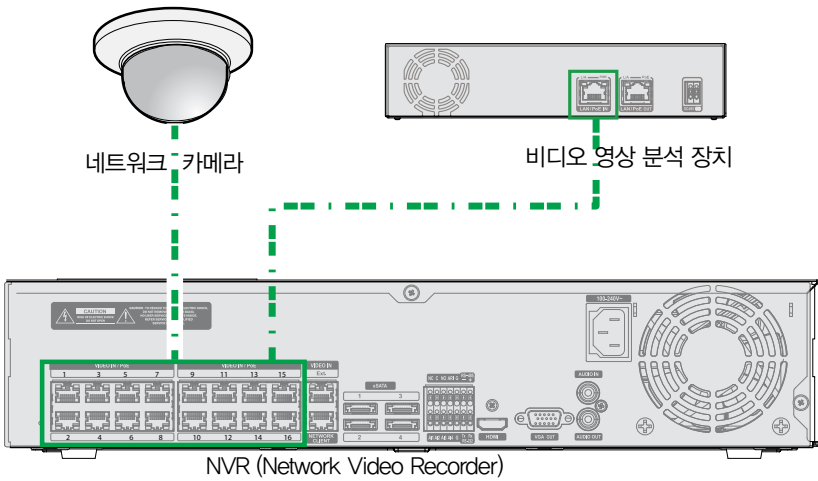 LAN/PoE IN LAN/PoE OUT
네트워크 카메라
비디오 영상 분석 장치
100-240V~
CAUTION
VIDEO IN / PoE VIDEO IN / PoE VIDEO IN
1 3 5 7 9 11 13 15 Ext.
AUDIO IN
eSATA
1 3
2 4
2 4 6 8 10 12 14 16 NETWORK CLIENT
HDMI VGA OUT AUDIO OUT
NVR (Network Video Recorder)